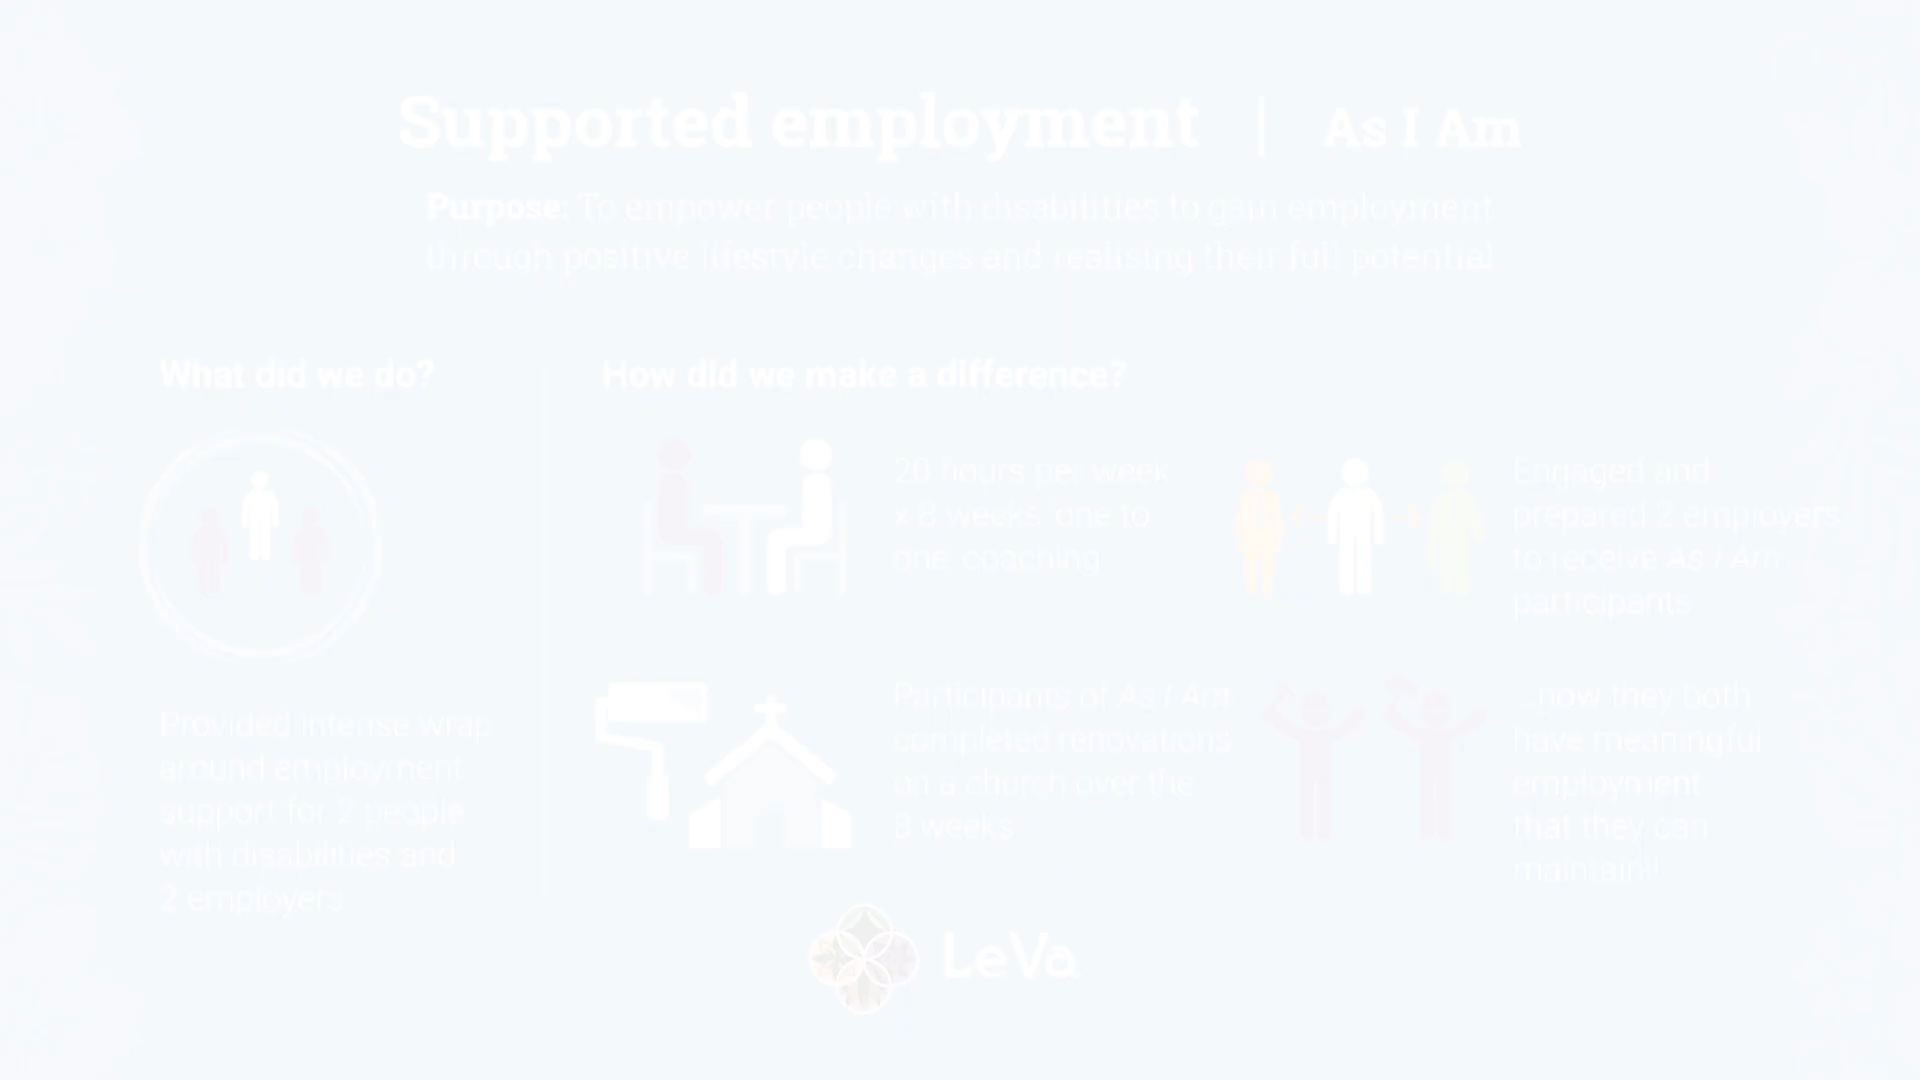 Supported employment | As I Am
Purpose: To empower people with disabilities to gain employment
through positive lifestyle changes and realising their full potential
What did we do?
Provided intense wrap
around employment
support for 2 people
with disabilities and
2 employers
How did we make a difference?
20 hours per week
x 8 weeks one to
one coaching
Engaged and
prepared 2 employers
to receive As I Am
participants
Participants of As I Am
completed renovations
on a church over the
3 weeks
...now they both
have meaningful
employment
that they can
maintain!!
LeVa